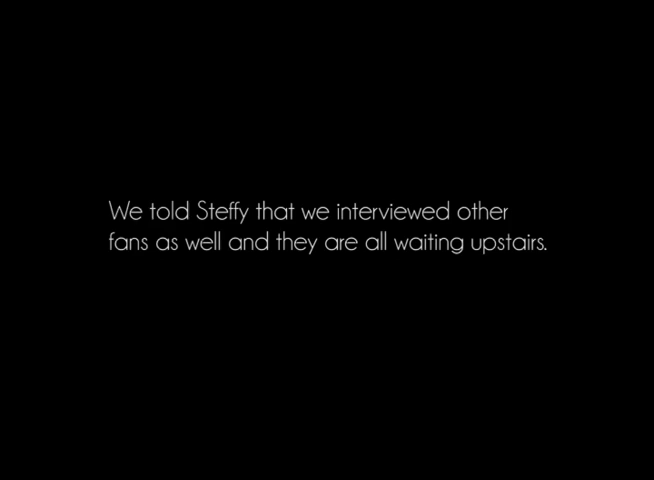 We told Steffy that we interviewed other
fans as well and they are all waiting upstairs.